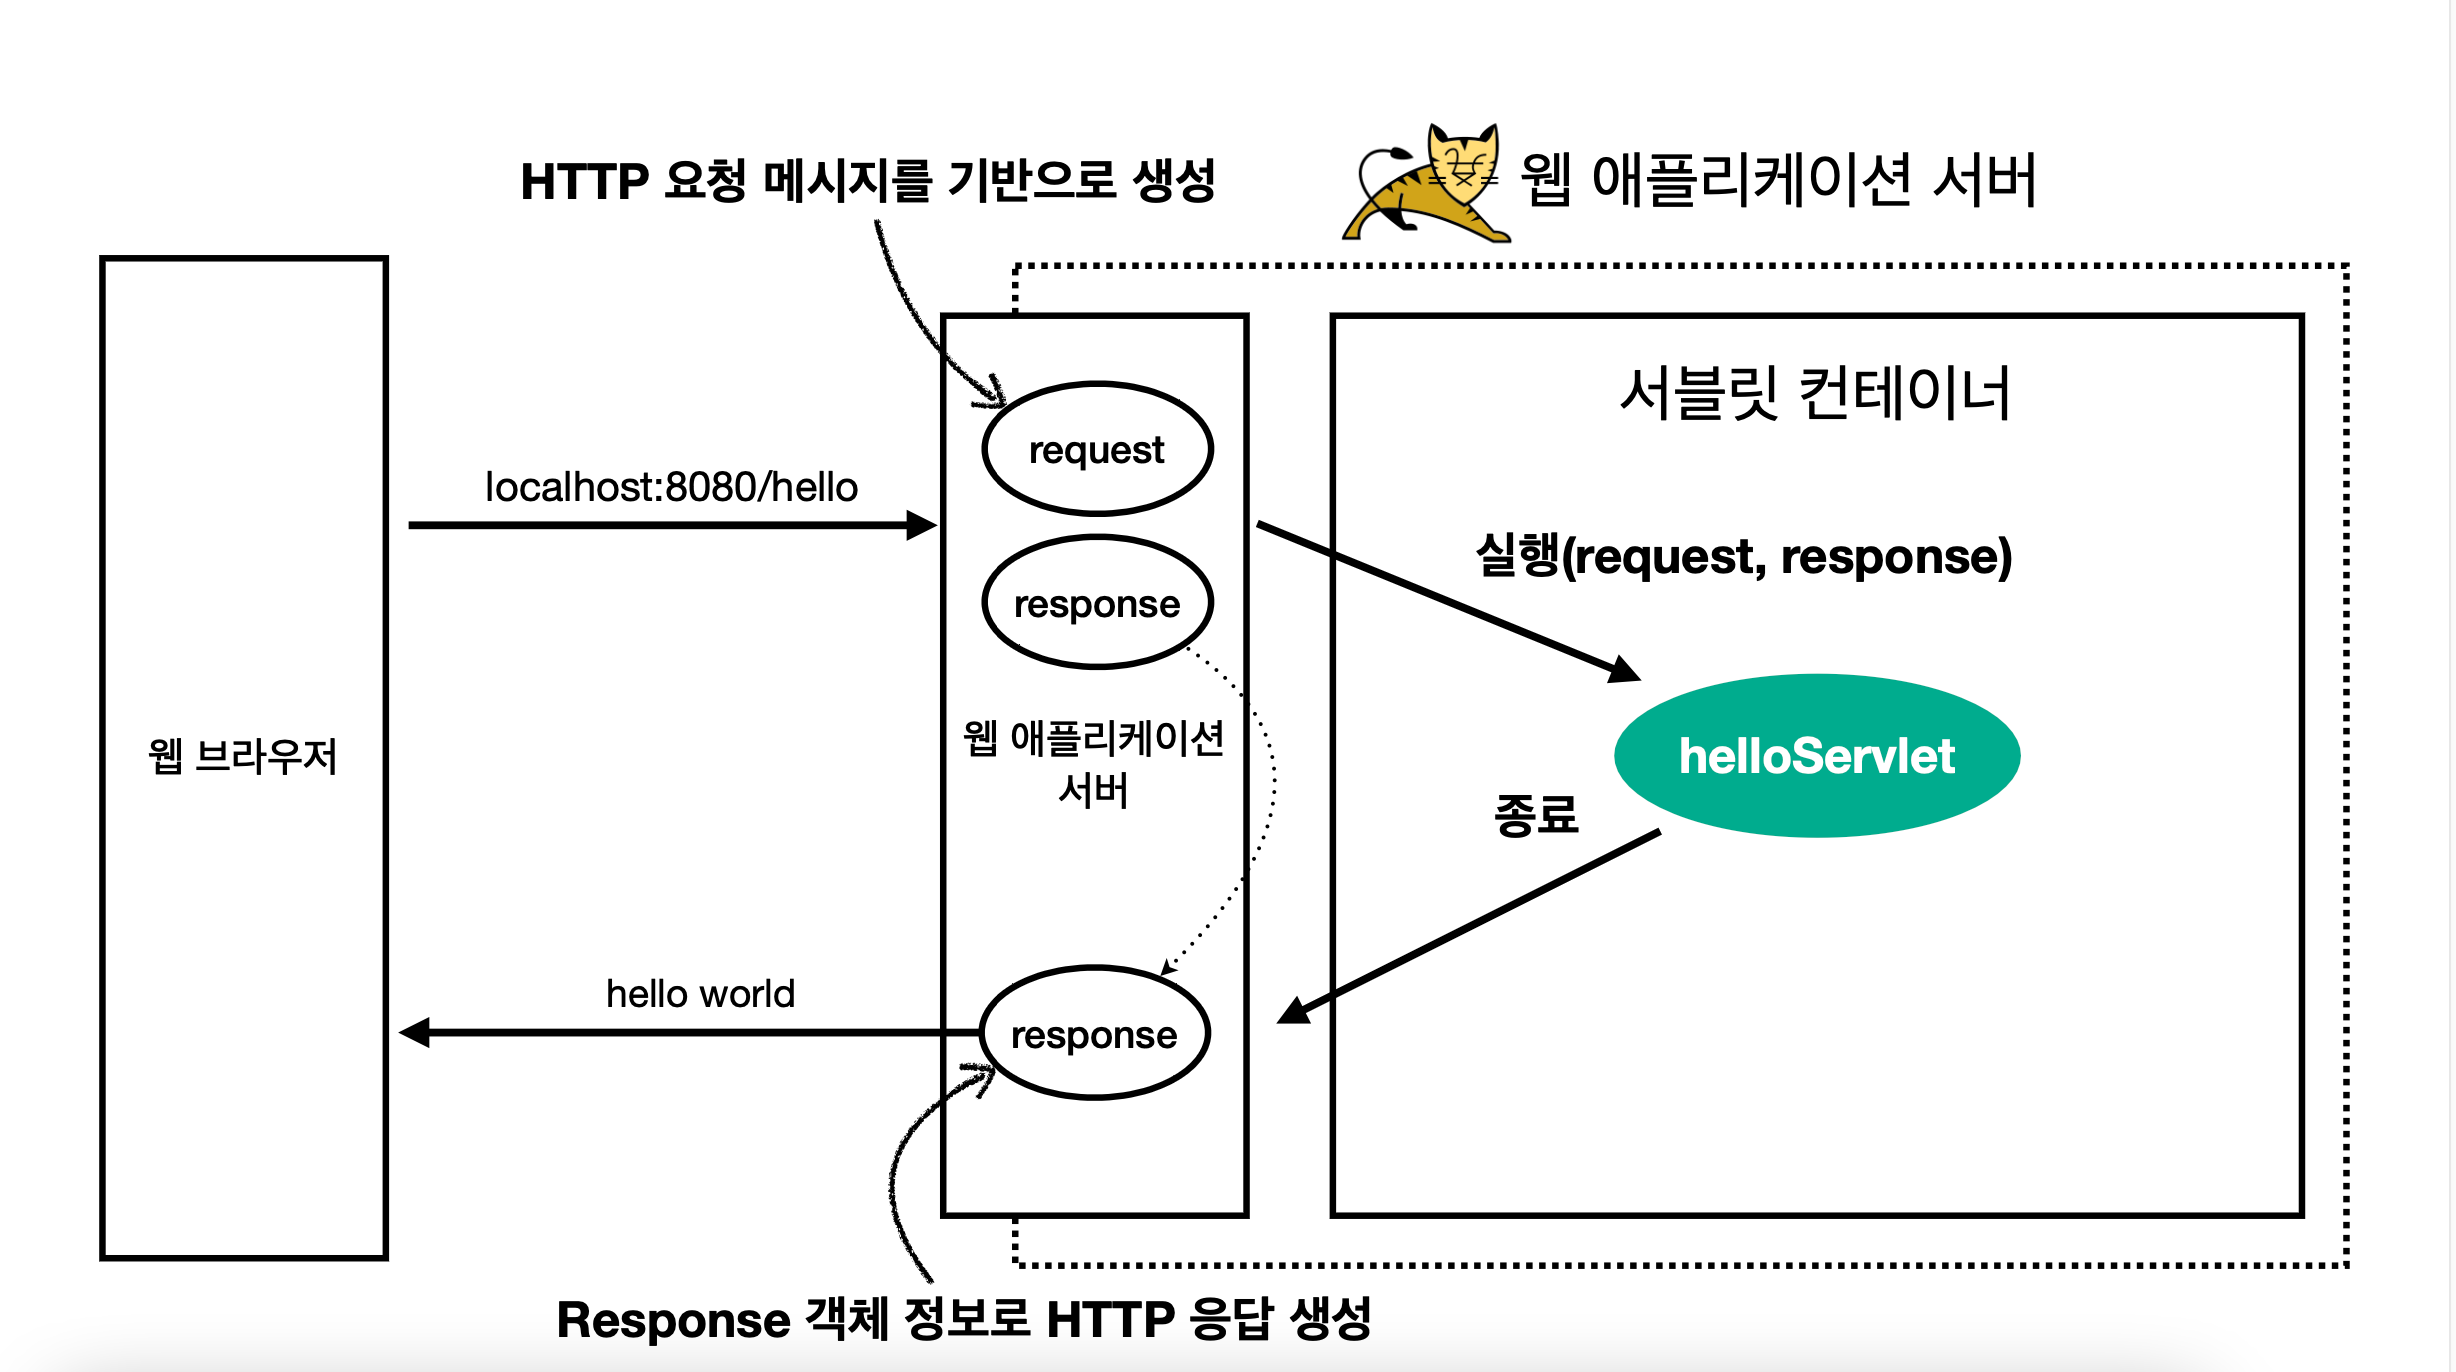 HTTP 요청 메시지를 기반으로 생성
웹 애플리케이션 서버
서블릿 컨테이너
request
localhost:8080/hello
실행(request, response)
response
웹 브라우저
웹 애플리케이션
서버
helloServlet
종료
hello world
response
Response 객체 정보로 HTTP 응답 생성